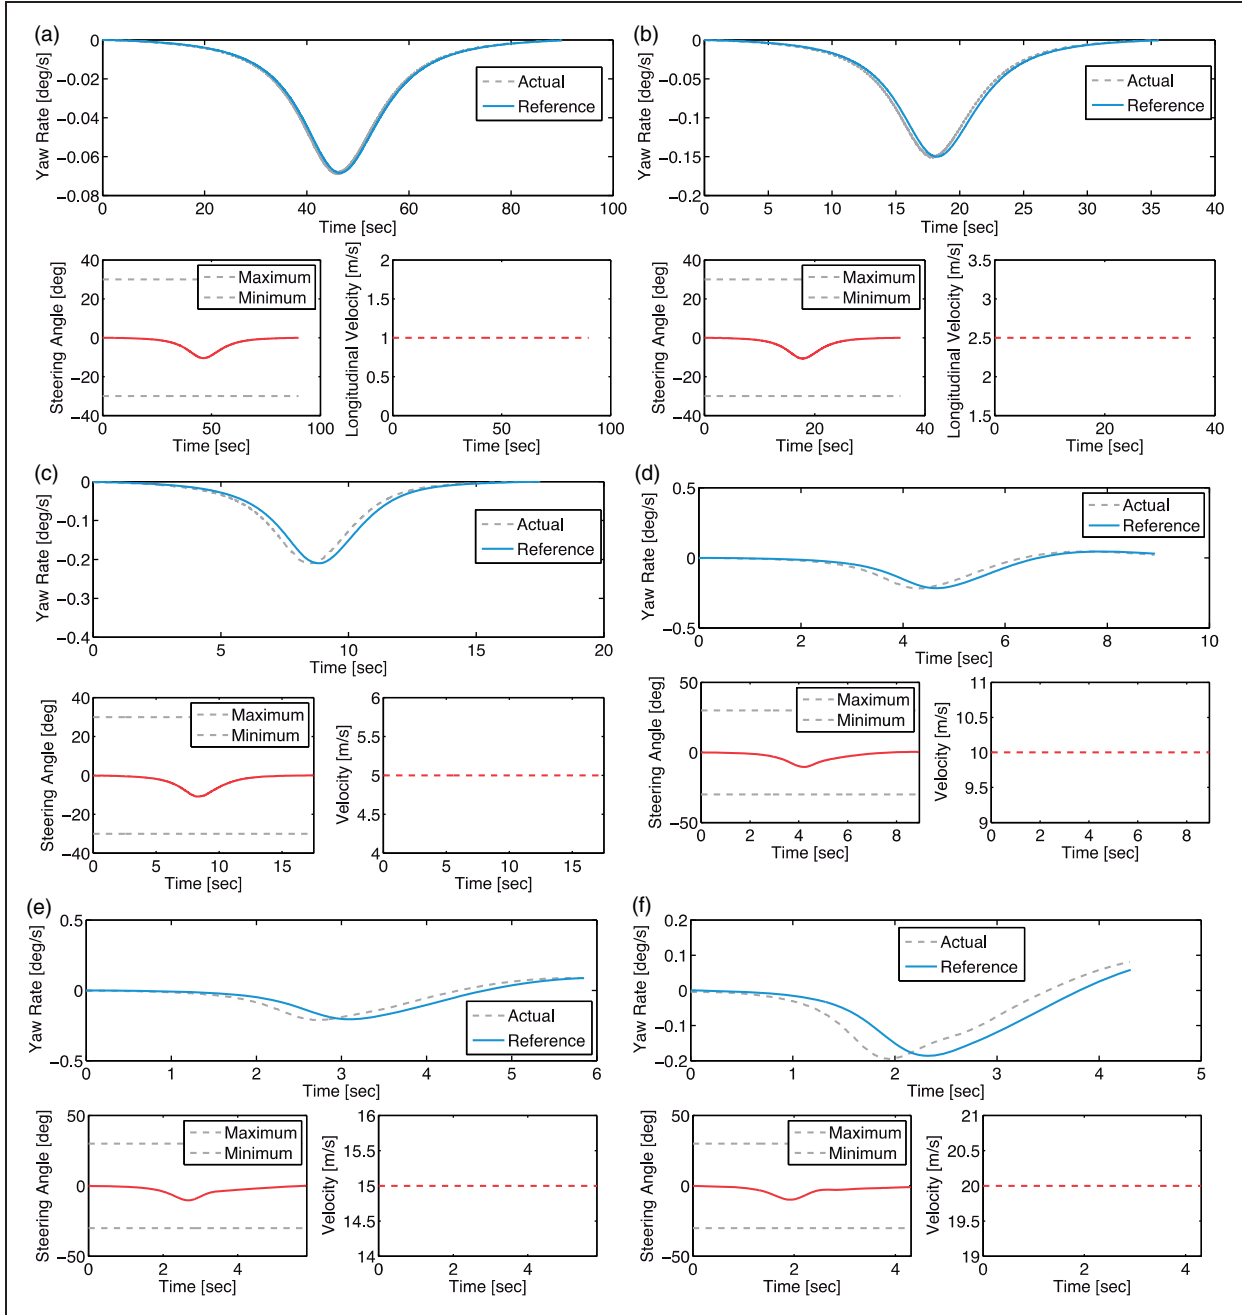 (a)
0
−0.02
−0.04
−0.06
−0.08
Yaw Rate [deg/s]
Actual
Reference
0 20 40 60 80 100
Time [sec]
40
20
0
−20
−40
Steering Angle [deg]
Maximum
Minimum
0 50 100
Time [sec]
2
1.5
1
0.5
0
Longitudinal Velocity [m/s]
0 50 100
Time [sec]
(b)
0
−0.05
−0.1
−0.15
−0.2
Yaw Rate [deg/s]
Actual
Reference
0 5 10 15 20 25 30 35 40
Time [sec]
40
20
0
−20
−40
Steering Angle [deg]
Maximum
Minimum
0 20 40
Time [sec]
3.5
3
2.5
2
1.5
Longitudinal Velocity [m/s]
20 40
Time [sec]
(c)
0
−0.1
−0.2
−0.3
−0.4
Yaw Rate [deg/s]
Actual
Reference
0 5 10 15 20
Time [sec]
40
20
0
−20
−40
Steering Angle [deg]
Maximum
Minimum
0 5 10 15
Time [sec]
6
5.5
5
4.5
4
Velocity [m/s]
0 5 10 15
Time [sec]
(d)
0.5
0
−0.5
Yaw Rate [deg/s]
Actual
Reference
0 2 4 6 8 10
Time [sec]
50
0
−50
Steering Angle [deg]
Maximum
Minimum
0 2 4 6 8
Time [sec]
11
10.5
10
9.5
9
Velocity [m/s]
0 2 4 6 8
Time [sec]
(e)
0.5
0
−0.5
Yaw Rate [deg/s]
Actual
Reference
0 1 2 3 4 5 6
Time [sec]
50
0
−50
Steering Angle [deg]
Maximum
Minimum
0 2 4
Time [sec]
16
15.5
15
14.5
14
Velocity [m/s]
0 2 4
Time [sec]
(f)
0.2
0.1
0
−0.1
−0.2
Yaw Rate [deg/s]
Actual
Reference
0 1 2 3 4 5
Time [sec]
50
0
−50
Steering Angle [deg]
Maximum
Minimum
0 2 4
Time [sec]
21
20.5
20
19.5
19
Velocity [m/s]
0 2 4
Time [sec]